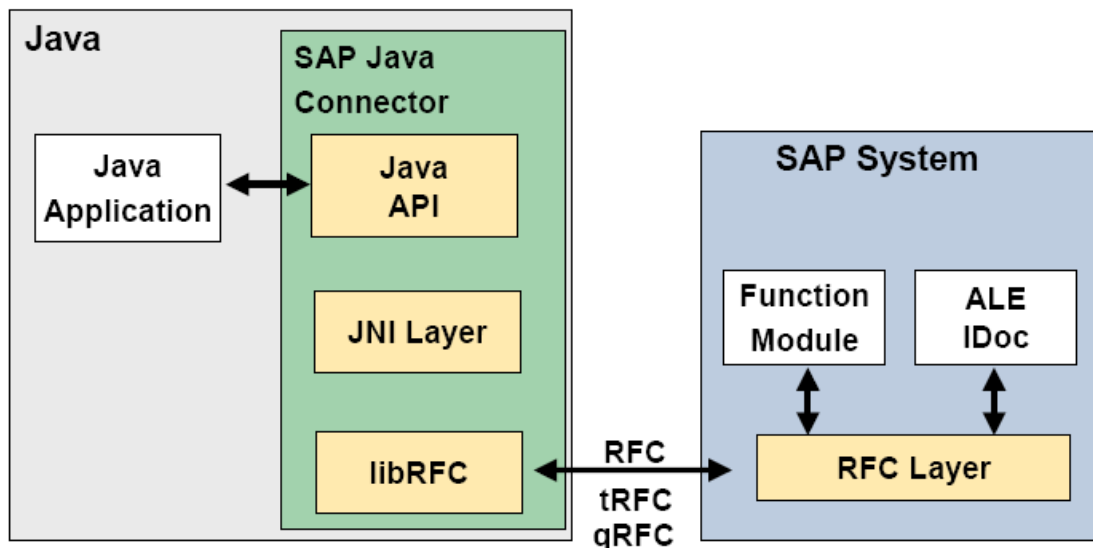 Java
SAP Java
Connector
Java
Application
Java
API
JNI Layer
libRFC
RFC
tRFC
qRFC
SAP System
Function
Module
ALE
IDoc
RFC Layer